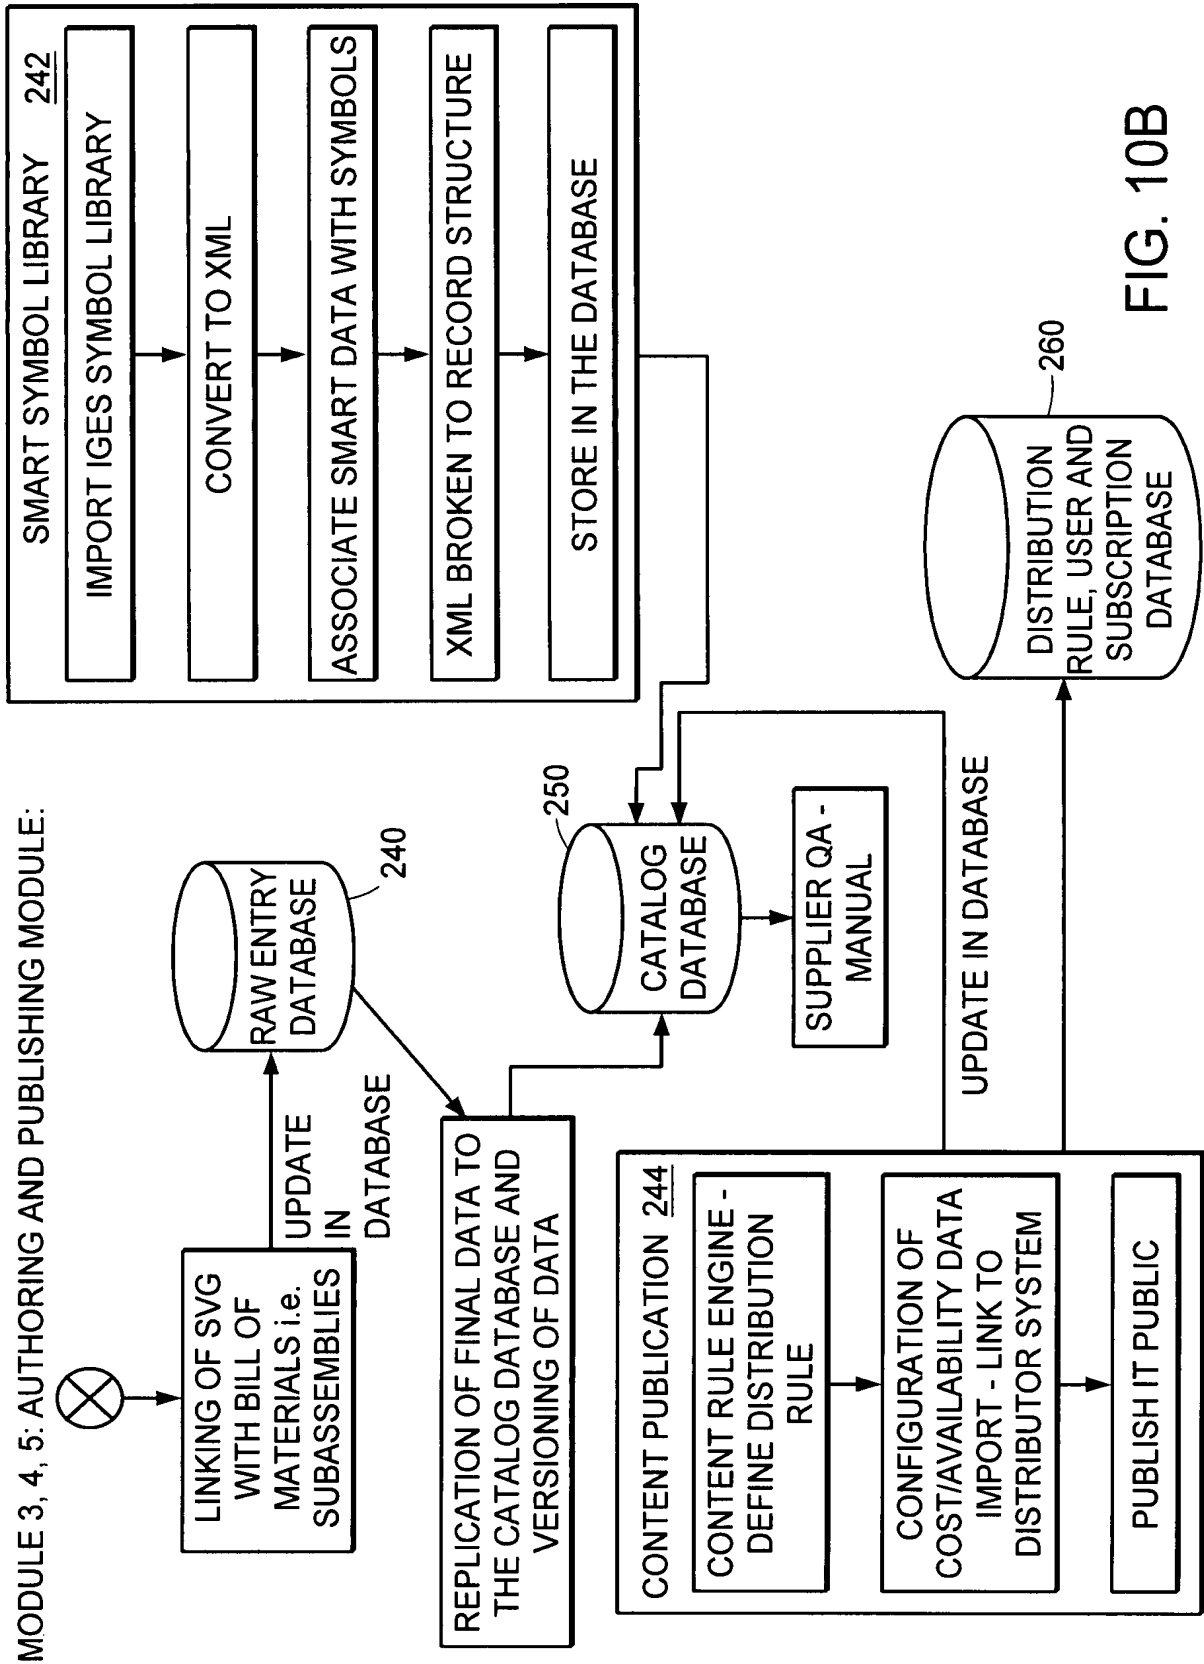 MODULE 3, 4, 5: AUTHORING AND PUBLISHING MODULE:
LINKING OF SVG
WITH BILL OF
MATERIALS i.e.
SUBASSEMBLIES
UPDATE
IN
DATABASE
RAW ENTRY
DATABASE
240
REPLICATION OF FINAL DATA TO
THE CATALOG DATABASE AND
VERSIONING OF DATA
CATALOG
DATABASE
250
SUPPLIER QA -
MANUAL
SMART SYMBOL LIBRARY 242
IMPORT IGES SYMBOL LIBRARY
CONVERT TO XML
ASSOCIATE SMART DATA WITH SYMBOLS
XML BROKEN TO RECORD STRUCTURE
STORE IN THE DATABASE
CONTENT PUBLICATION 244
CONTENT RULE ENGINE -
DEFINE DISTRIBUTION
RULE
CONFIGURATION OF
COST/AVAILABILITY DATA
IMPORT - LINK TO
DISTRIBUTOR SYSTEM
PUBLISH IT PUBLIC
UPDATE IN DATABASE
DISTRIBUTION
RULE, USER AND
SUBSCRIPTION
DATABASE
260
FIG. 10B